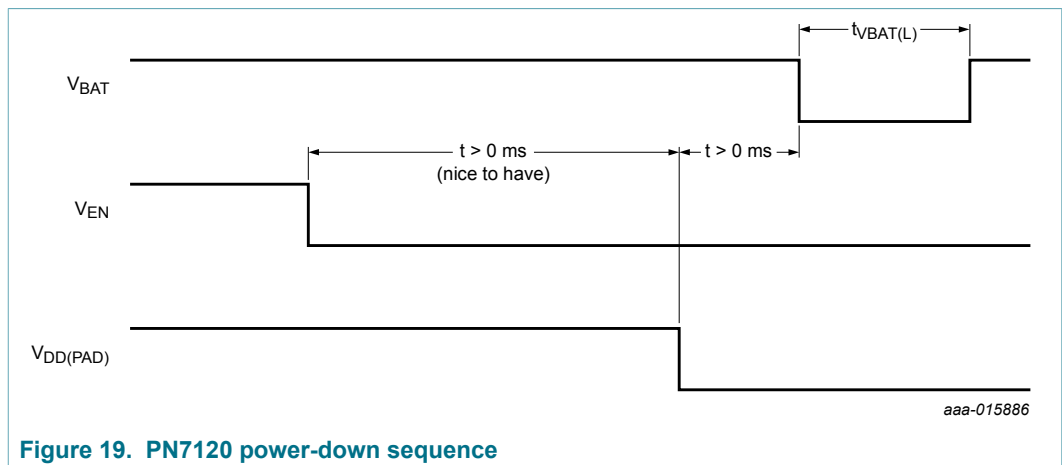 tVBAT(L)
VBAT
t > 0 ms
(nice to have)
t > 0 ms
VEN
VDD(PAD)
aaa-015886
Figure 19. PN7120 power-down sequence